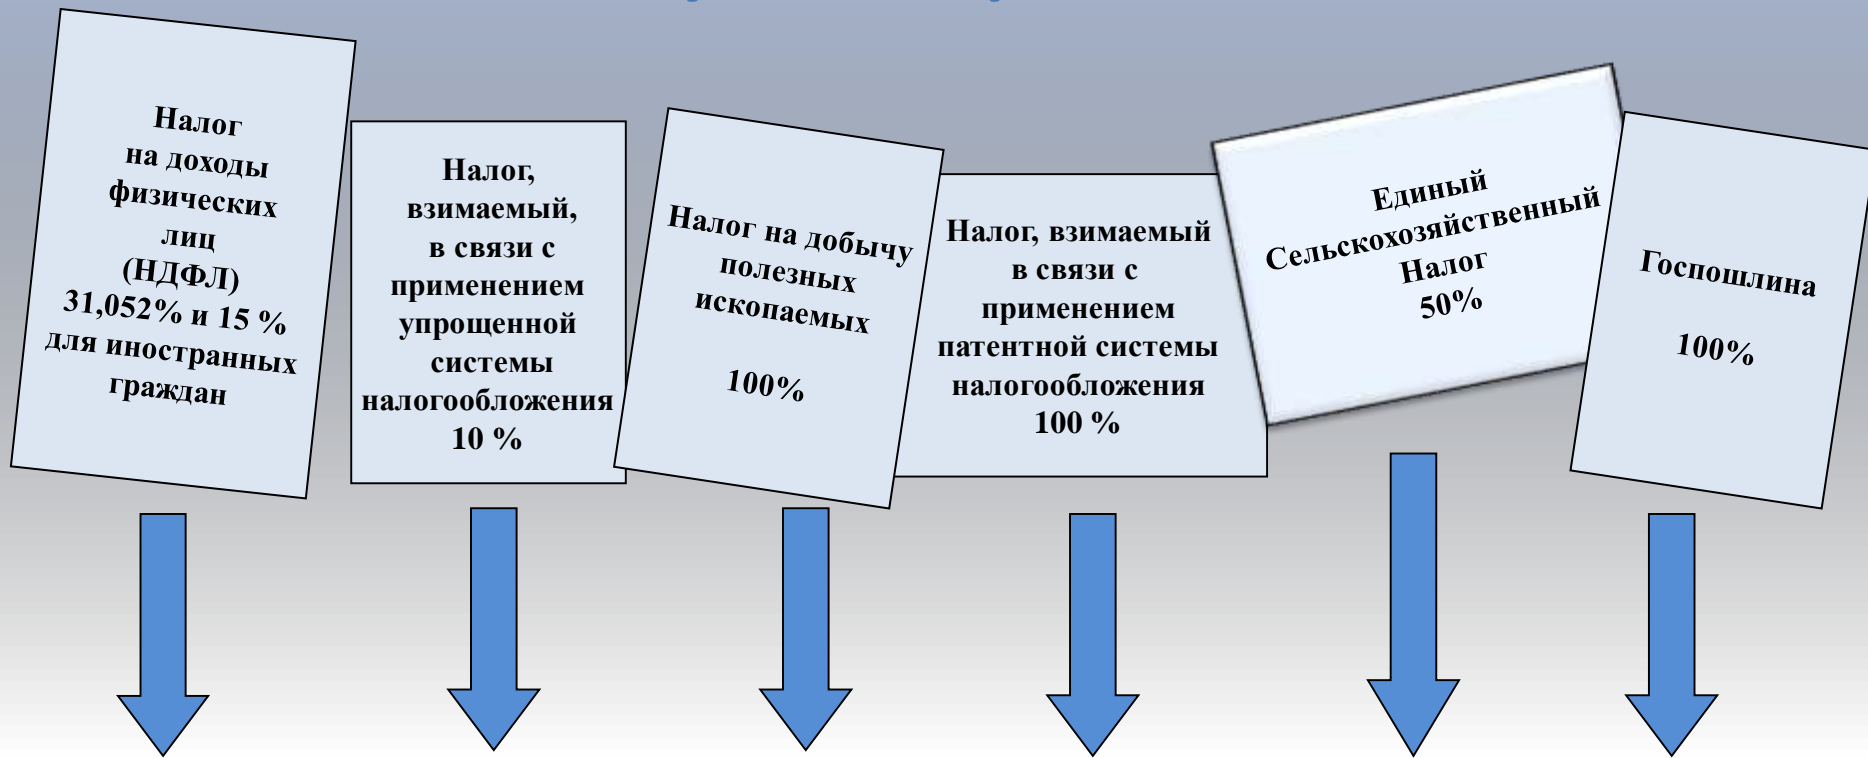 Налог
на доходы
физических
лиц
(НДФЛ)
31,052% и 15 %
для иностранных
граждан
Налог,
взимаемый,
в связи с
применением
упрощенной
системы
налогообложения
10 %
Налог на добычу
полезных
ископаемых
100%
Налог, взимаемый
в связи с
применением
патентной системы
налогообложения
100 %
Единый
Сельскохозяйственный
Налог
50%
Госпошлина
100%